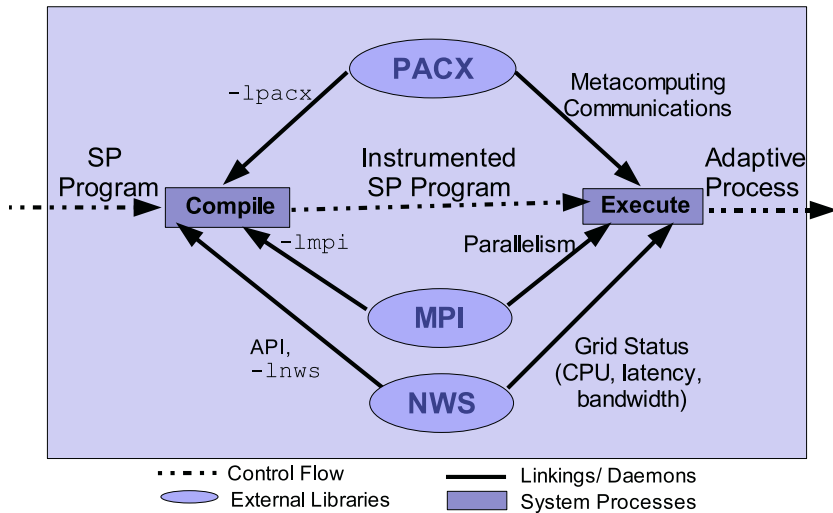 PACX
-lpacx
Metacomputing
Communications
SP
Program
Instrumented
SP Program
Adaptive
Process
Compile
Execute
-lmpi
Parallelism
MPI
API,
-lnws
Grid Status
(CPU, latency,
bandwidth)
NWS
Control Flow
Linkings/ Daemons
External Libraries
System Processes